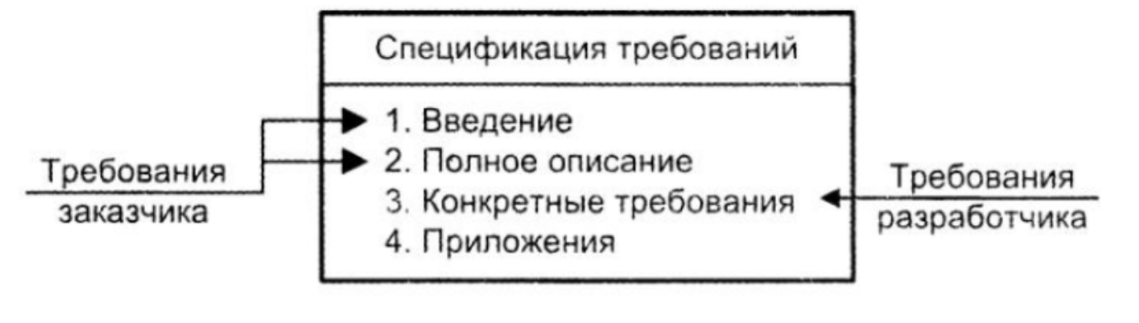 Спецификация требований
1. Введение
2. Полное описание
3. Конкретные требования
4. Приложения
Требования
заказчика
Требования
разработчика